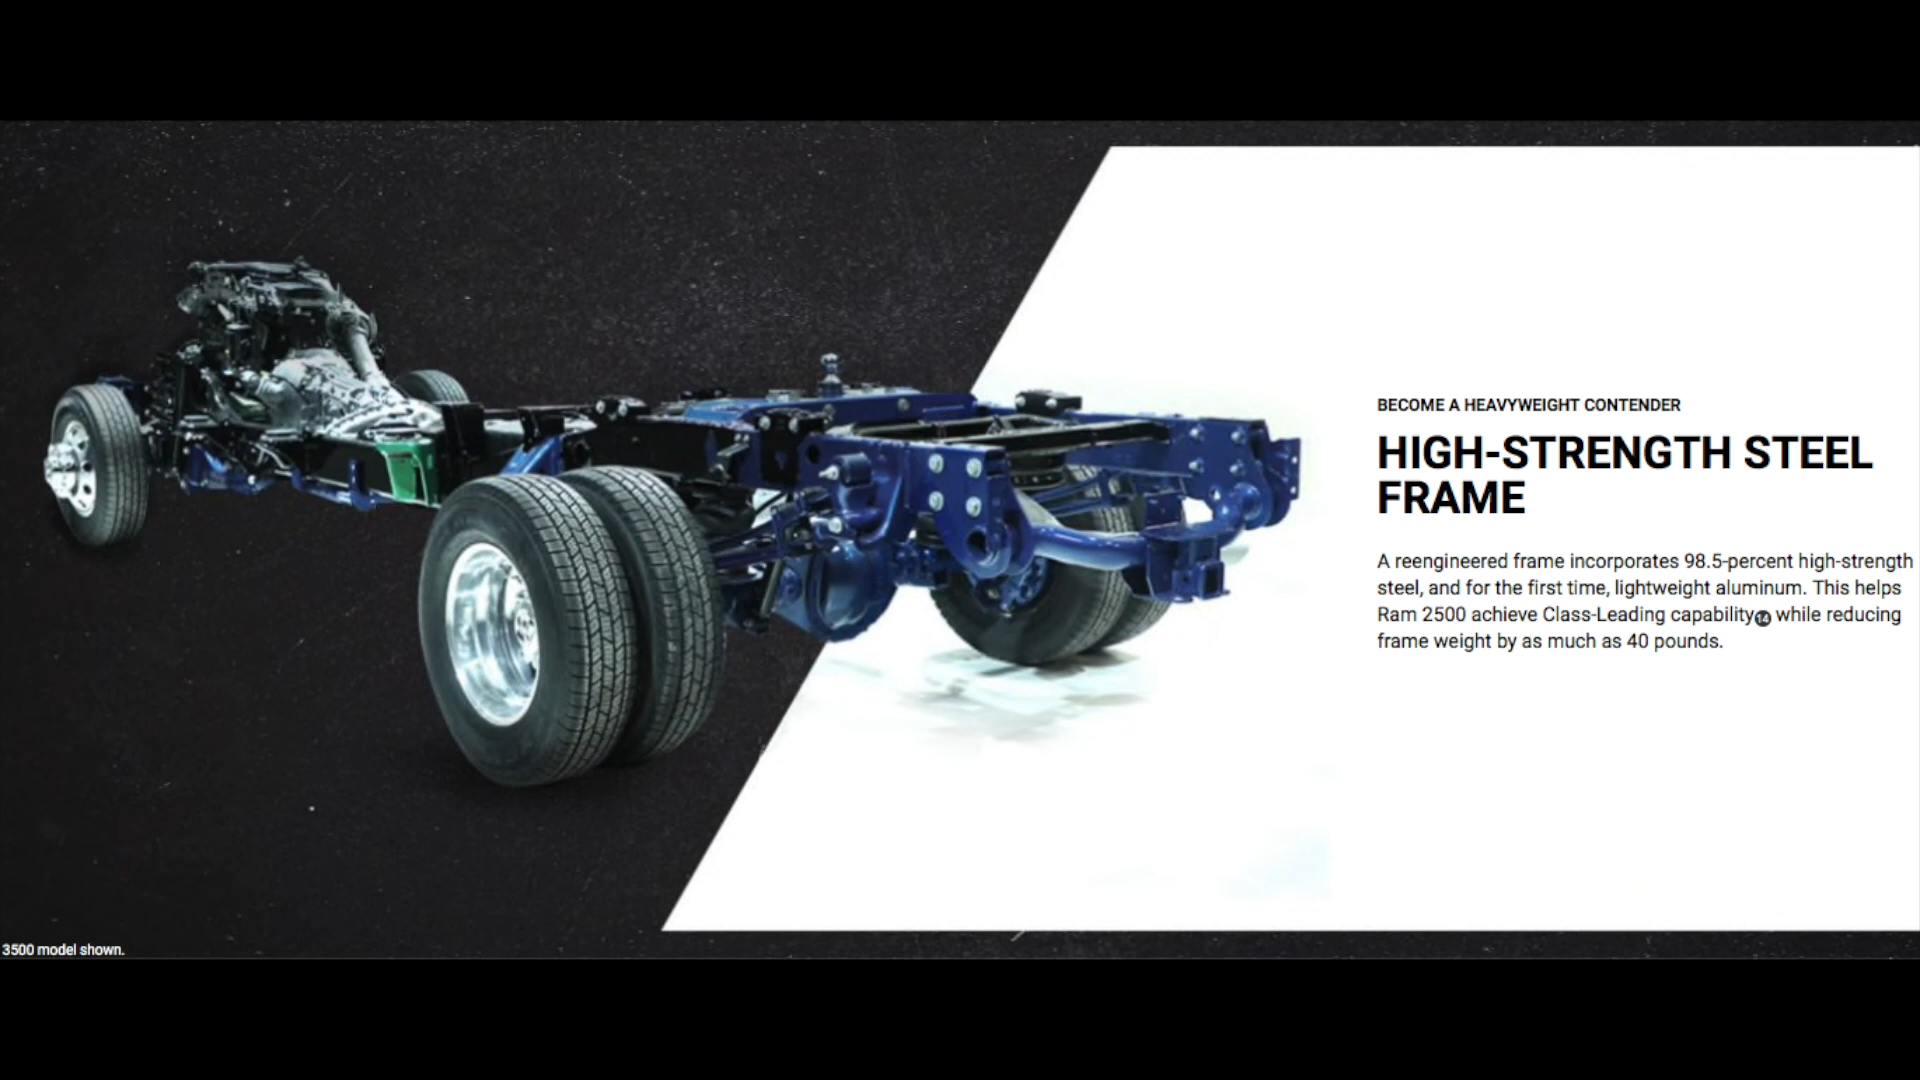 BECOME A HEAVYWEIGHT CONTENDER
HIGH-STRENGTH STEEL
FRAME
A reengineered frame incorporates 98.5-percent high-strength
steel, and for the first time, lightweight aluminum. This helps
Ram 2500 achieve Class-Leading capability 14 while reducing
frame weight by as much as 40 pounds.
3500 model shown.